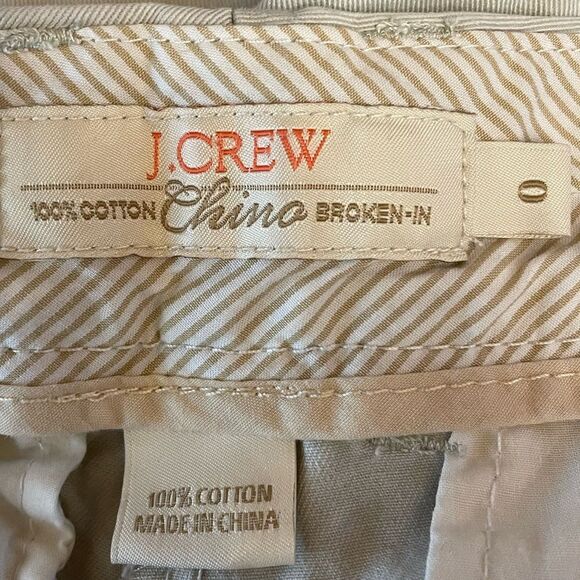 J.CREW
100% COTTON Chino BROKEN-IN
0
100% COTTON
MADE IN CHINA